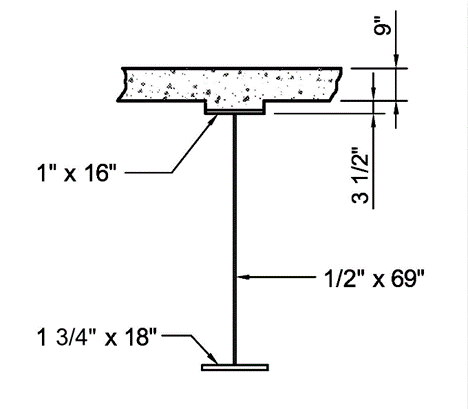 9"
1" x 16"
3 1/2"
1/2" x 69"
1 3/4" x 18"